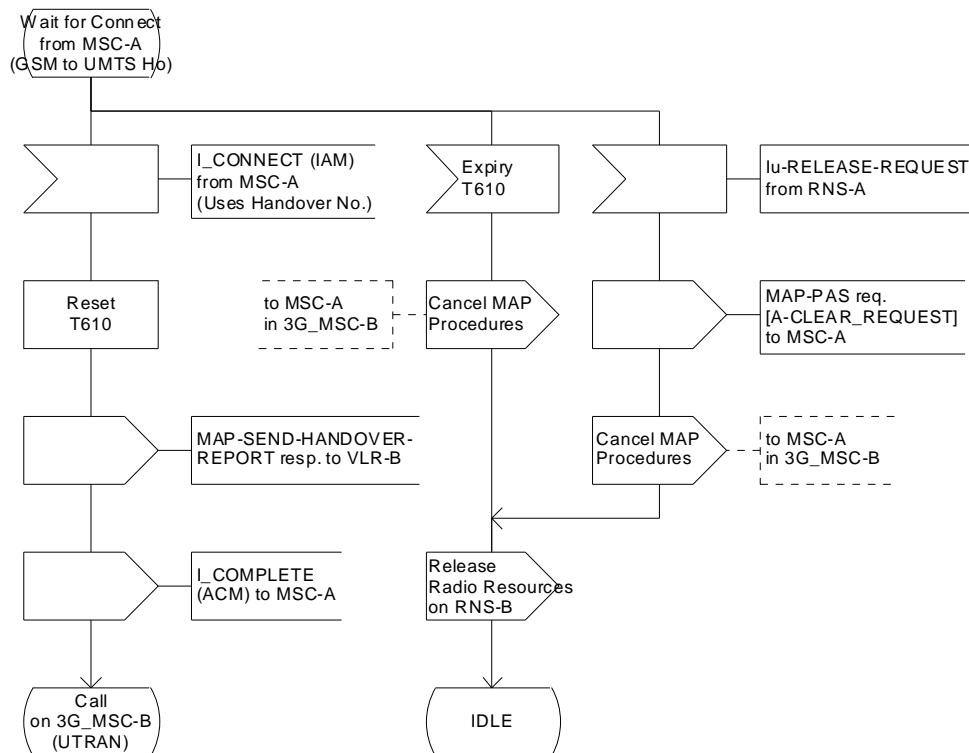 Wait for Connect
from MSC-A
(GSM to UMTS Ho)
I_CONNECT (IAM)
from MSC-A
(Uses Handover No.)
Expiry
T610
Iu-RELEASE-REQUEST
from RNS-A
Reset
T610
to MSC-A
in 3G_MSC-B
Cancel MAP
Procedures
MAP-PAS req.
[A-CLEAR_REQUEST]
to MSC-A
MAP-SEND-HANDOVER-
REPORT resp. to VLR-B
Cancel MAP
Procedures
to MSC-A
in 3G_MSC-B
I_COMPLETE
(ACM) to MSC-A
Release
Radio Resources
on RNS-B
Call
on 3G_MSC-B
(UTRAN)
IDLE